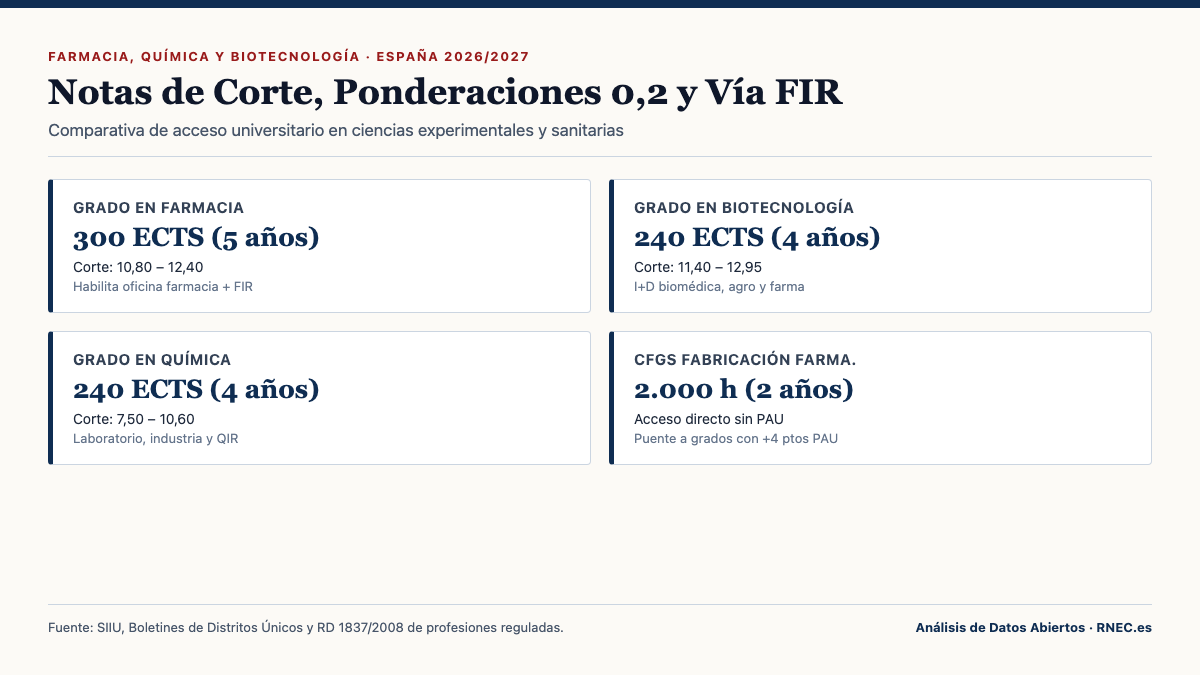 FARMACIA, QUÍMICA Y BIOTECNOLOGÍA · ESPAÑA 2026/2027
Notas de Corte, Ponderaciones 0,2 y Vía FIR
Comparativa de acceso universitario en ciencias experimentales y sanitarias
GRADO EN FARMACIA
300 ECTS (5 años)
Corte: 10,80 – 12,40
Habilita oficina farmacia + FIR
GRADO EN BIOTECNOLOGÍA
240 ECTS (4 años)
Corte: 11,40 – 12,95
I+D biomédica, agro y farma
GRADO EN QUÍMICA
240 ECTS (4 años)
Corte: 7,50 – 10,60
Laboratorio, industria y QIR
CFGS FABRICACIÓN FARMA.
2.000 h (2 años)
Acceso directo sin PAU
Puente a grados con +4 ptos PAU
Fuente: SIIU, Boletines de Distritos Únicos y RD 1837/2008 de profesiones reguladas.
Análisis de Datos Abiertos · RNEC.es